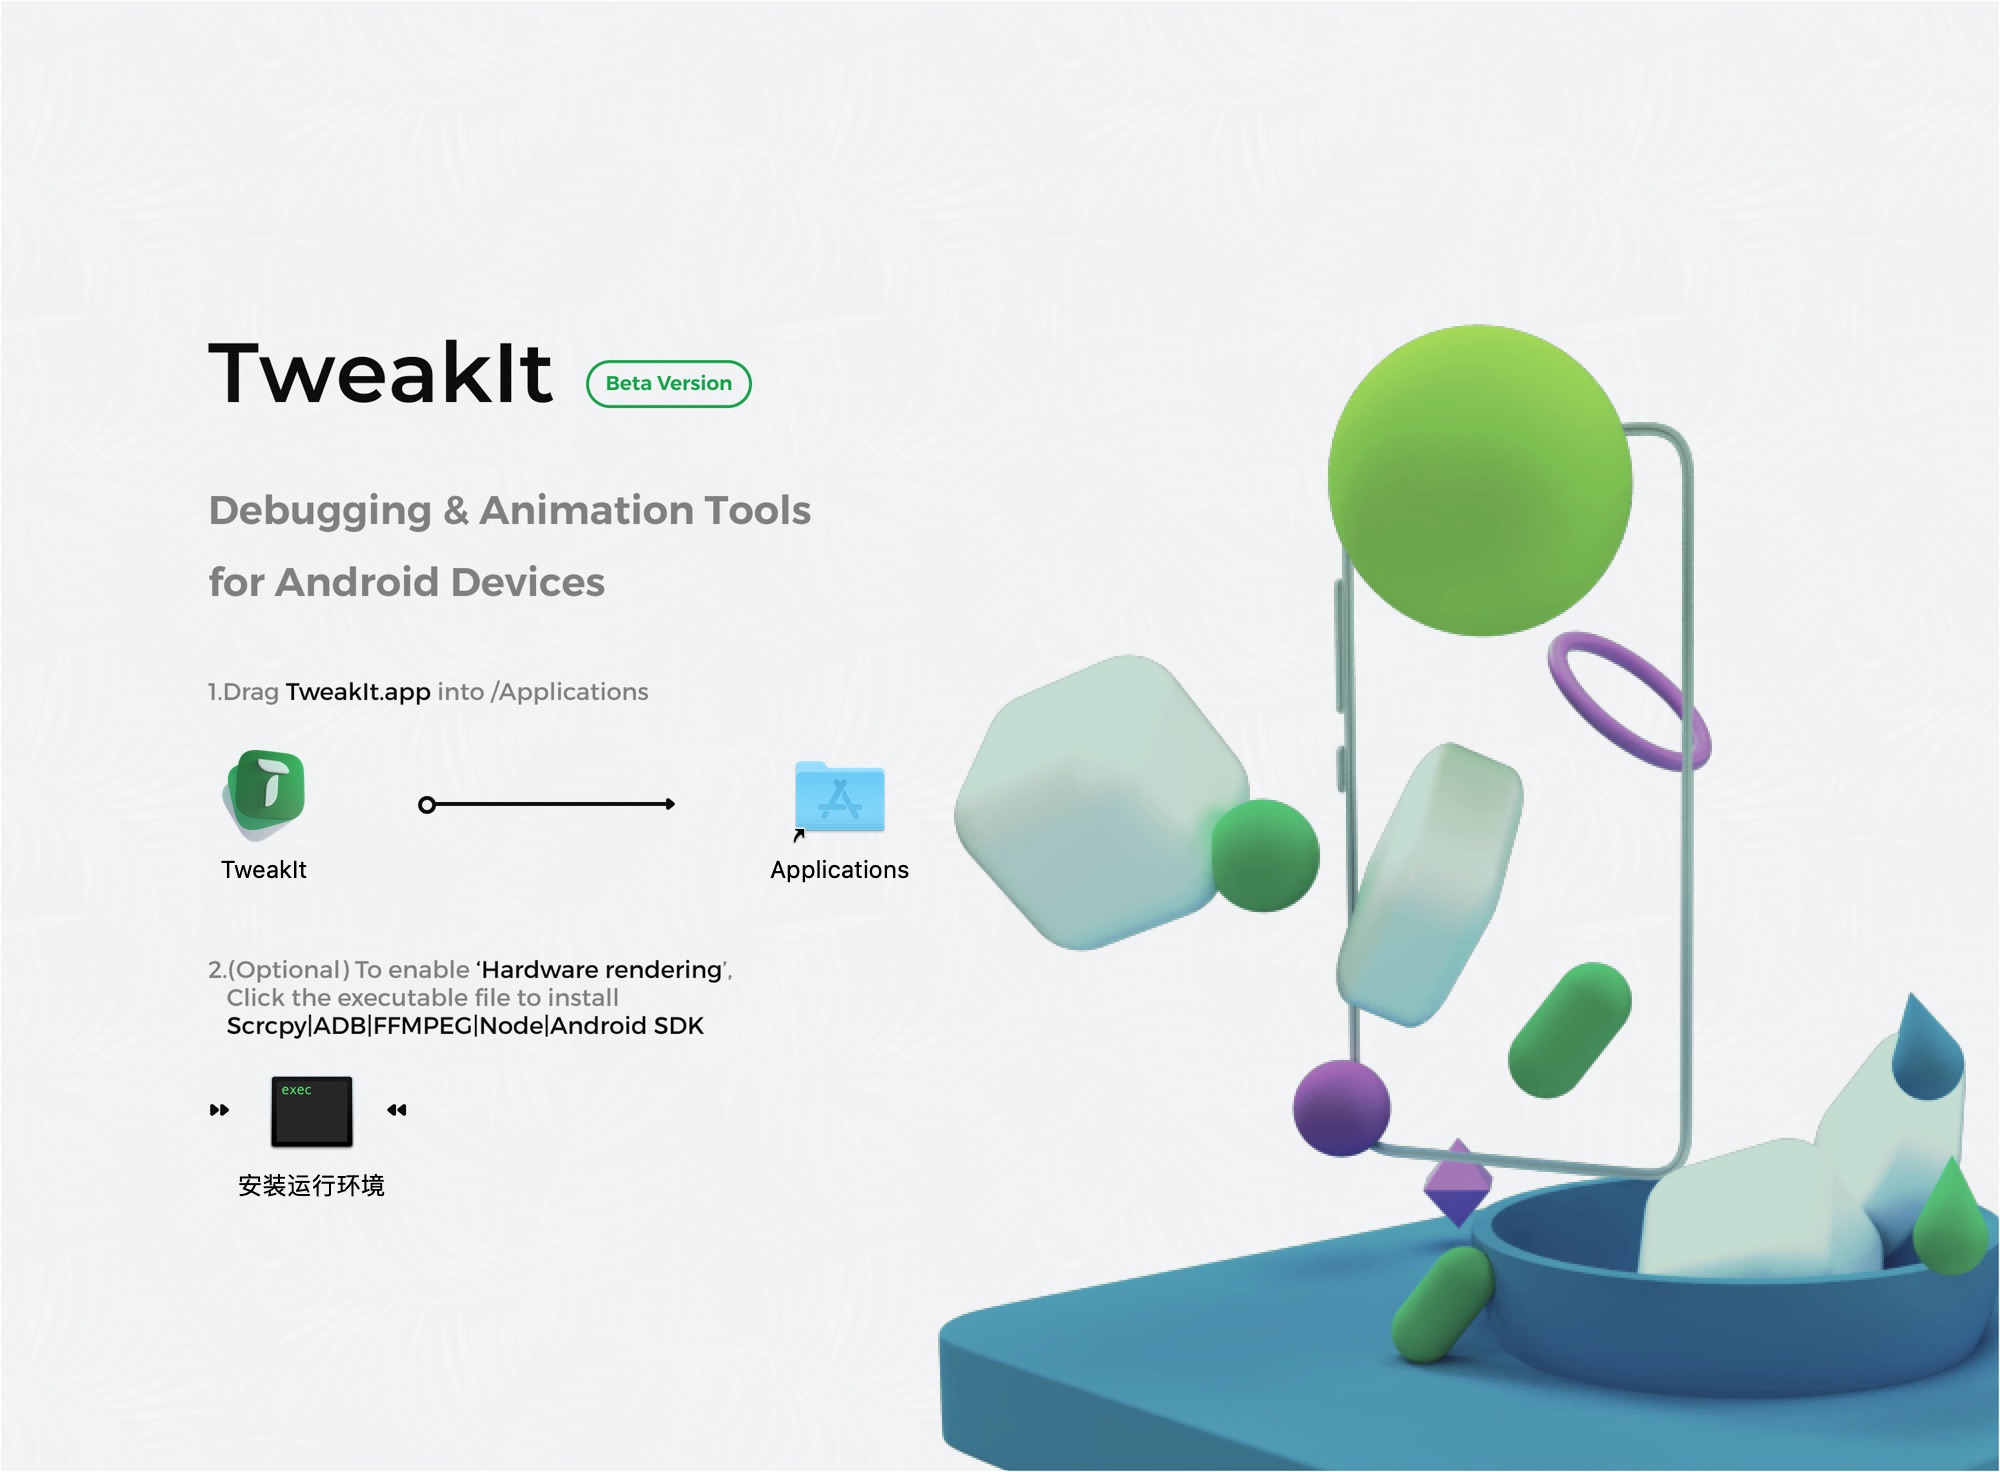 TweakIt
Beta Version
Debugging & Animation Tools
for Android Devices
1.Drag TweakIt.app into /Applications
TweakIt
Applications
2.(Optional) To enable ‘Hardware rendering’,
Click the executable file to install
Scrcpy|ADB|FFMPEG|Node|Android SDK
exec
安装运行环境